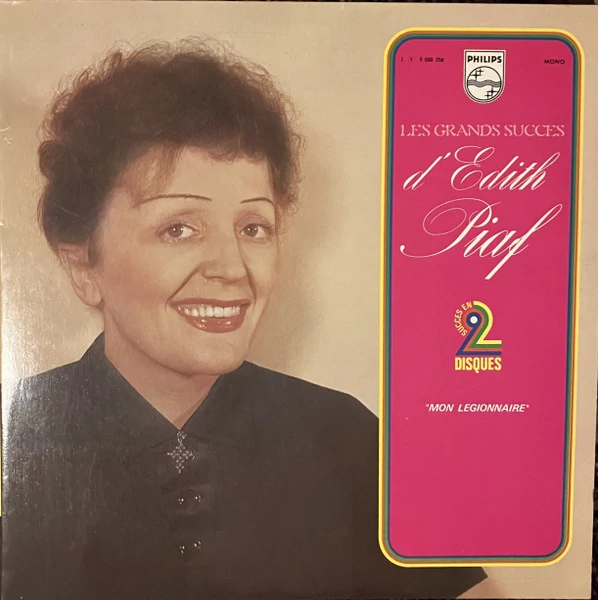 PHILIPS
MONO
LES GRANDS SUCCES
d'Edith
Piaf
SUCCES EN
2
DISQUES
"MON LEGIONNAIRE"